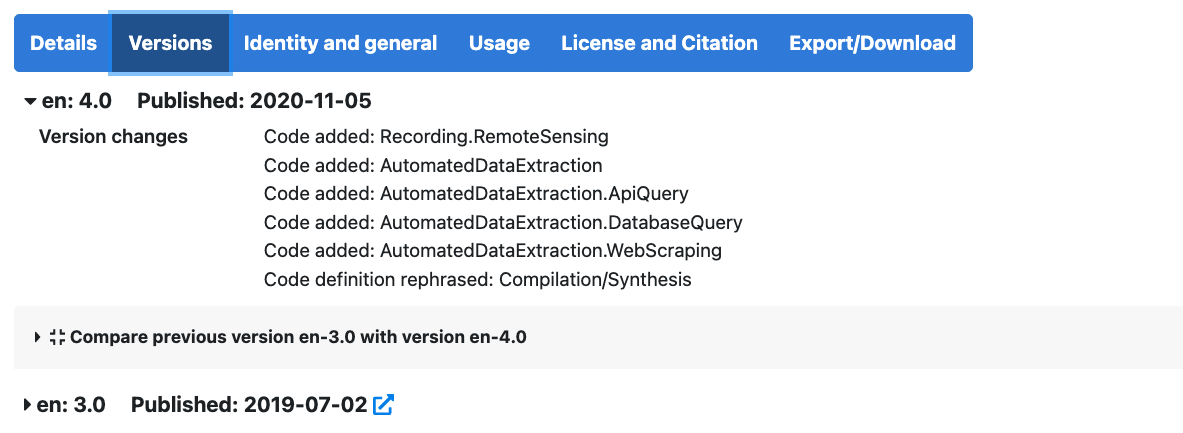 Details Versions Identity and general Usage License and Citation Export/Download
en: 4.0 Published: 2020-11-05
Version changes Code added: Recording.RemoteSensing
Code added: AutomatedDataExtraction
Code added: AutomatedDataExtraction.ApiQuery
Code added: AutomatedDataExtraction.DatabaseQuery
Code added: AutomatedDataExtraction.WebScraping
Code definition rephrased: Compilation/Synthesis
Compare previous version en-3.0 with version en-4.0
en: 3.0 Published: 2019-07-02